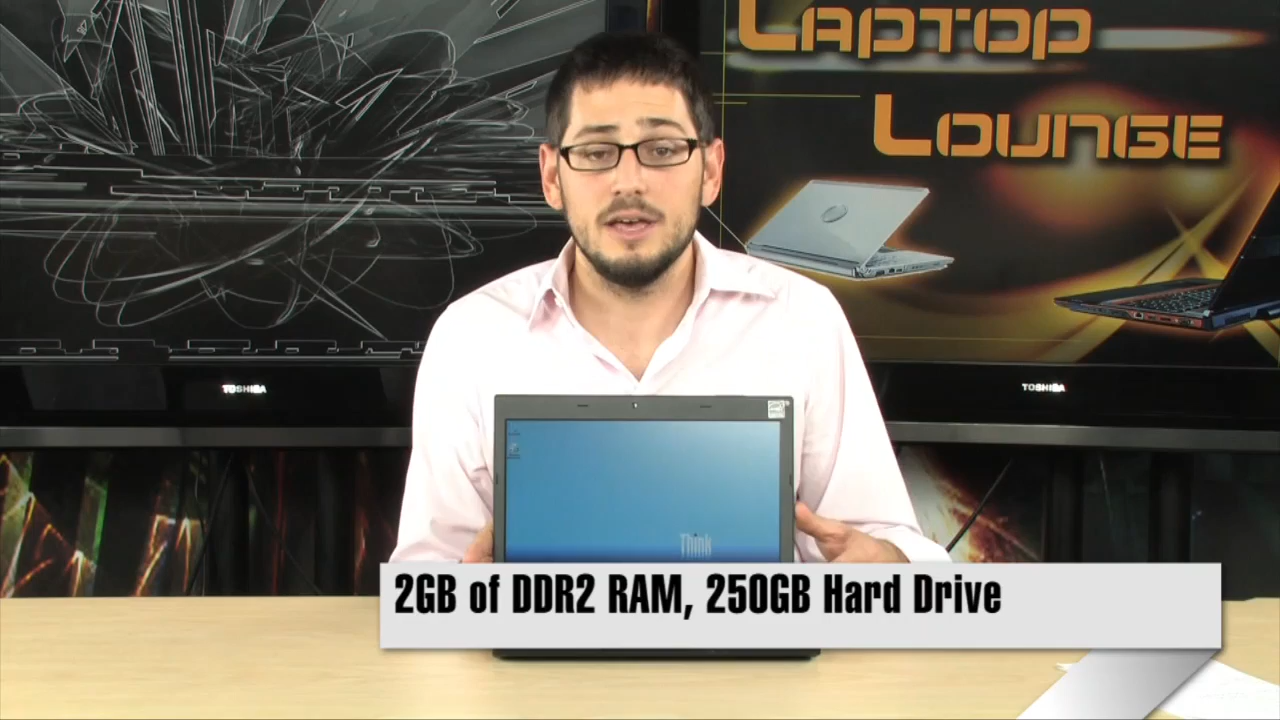 LAPTOP
LOUNGE
TOSHIBA
TOSHIBA
Think
2GB of DDR2 RAM, 250GB Hard Drive